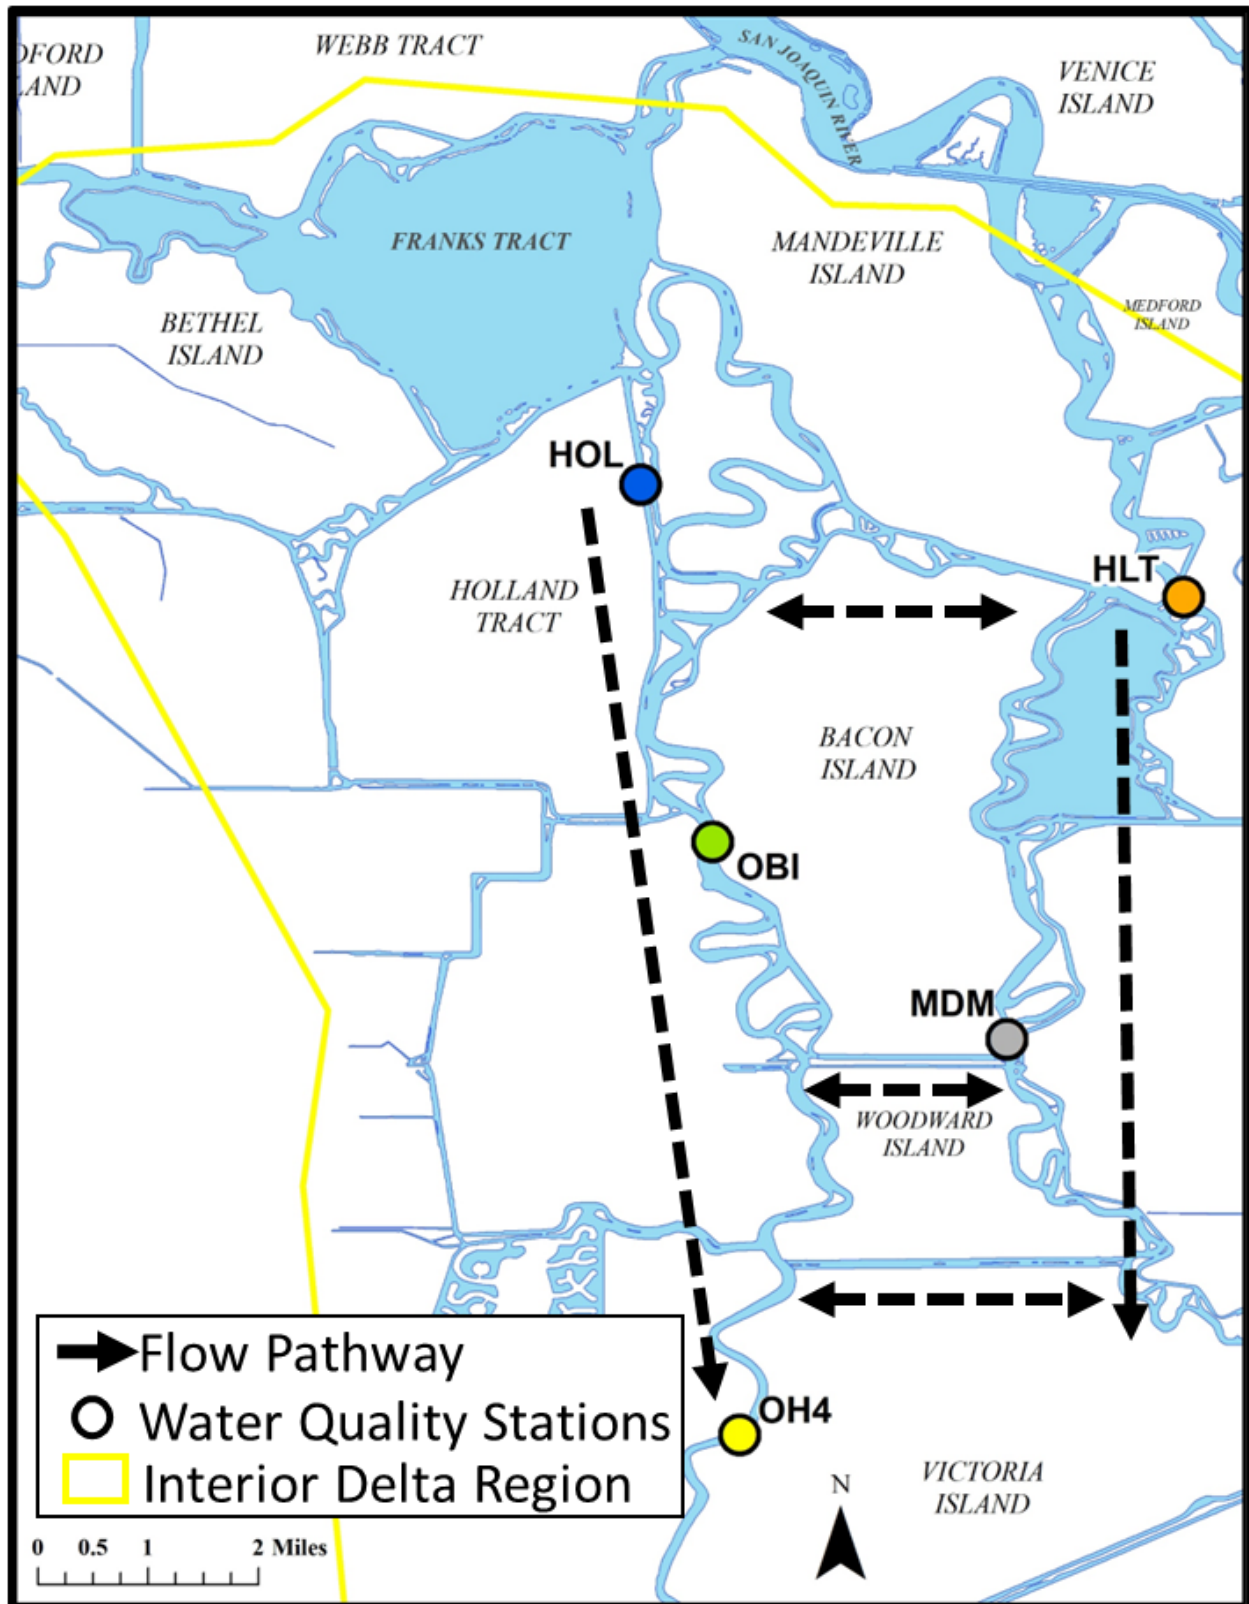 WEBB TRACT
DFORD
LAND
SAN JOAQUIN RIVER
VENICE
ISLAND
FRANKS TRACT
MANDEVILLE
ISLAND
MEDFORD
ISLAND
BETHEL
ISLAND
HOL
HLT
HOLLAND
TRACT
BACON
ISLAND
OBI
MDM
WOODWARD
ISLAND
OH4
VICTORIA
ISLAND
N
Flow Pathway
Water Quality Stations
Interior Delta Region
0 0.5 1 2 Miles